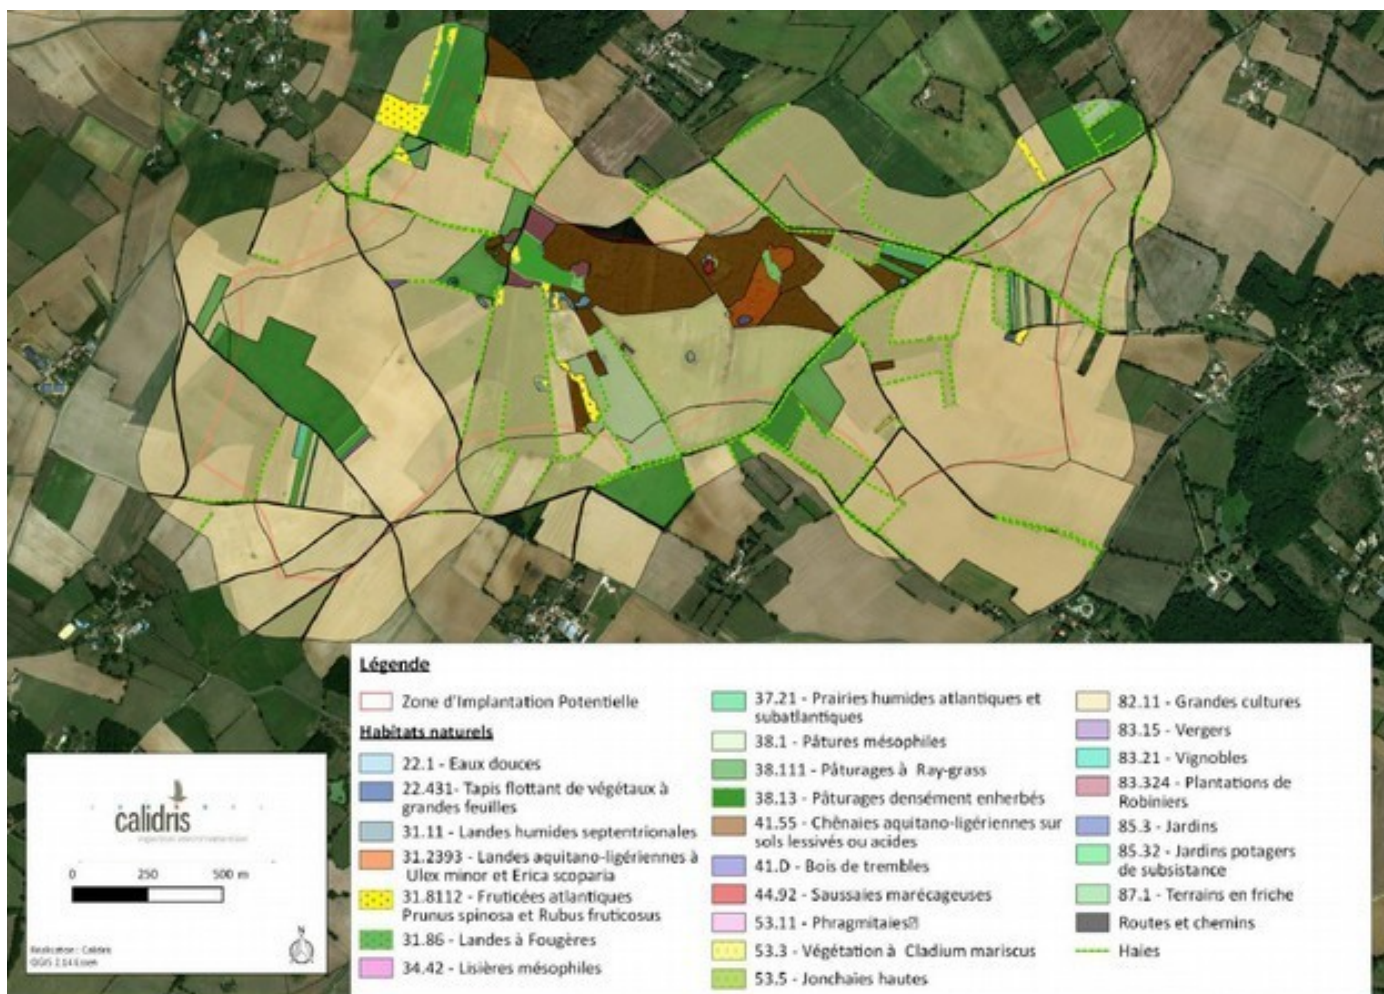 Légende
Zone d'Implantation Potentielle
Habitats naturels
22.1 - Eaux douces
22.431- Tapis flottant de végétaux à
grandes feuilles
31.11 - Landes humides septentrionales
31.2393 - Landes aquitano-ligériennes à
Ulex minor et Erica scoparia
31.8112 - Fruticées atlantiques
Prunus spinosa et Rubus fruticosus
31.86 - Landes à Fougères
34.42 - Lisières mésophiles
37.21 - Prairies humides atlantiques et
subatlantiques
38.1 - Pâtures mésophiles
38.111 - Pâturages à Ray-grass
38.13 - Pâturages densément enherbés
41.55 - Chênaies aquitano-ligériennes sur
sols lessivés ou acides
41.D - Bois de trembles
44.92 - Saussaies marécageuses
53.11 - Phragmitaies
53.3 - Végétation à Cladium mariscus
53.5 - Jonchaies hautes
82.11 - Grandes cultures
83.15 - Vergers
83.21 - Vignobles
83.324 - Plantations de
Robiniers
85.3 - Jardins
85.32 - Jardins potagers
de subsistance
87.1 - Terrains en friche
Routes et chemins
Haies
calidris
0 250 500 m
N
Réalisation : Calidris